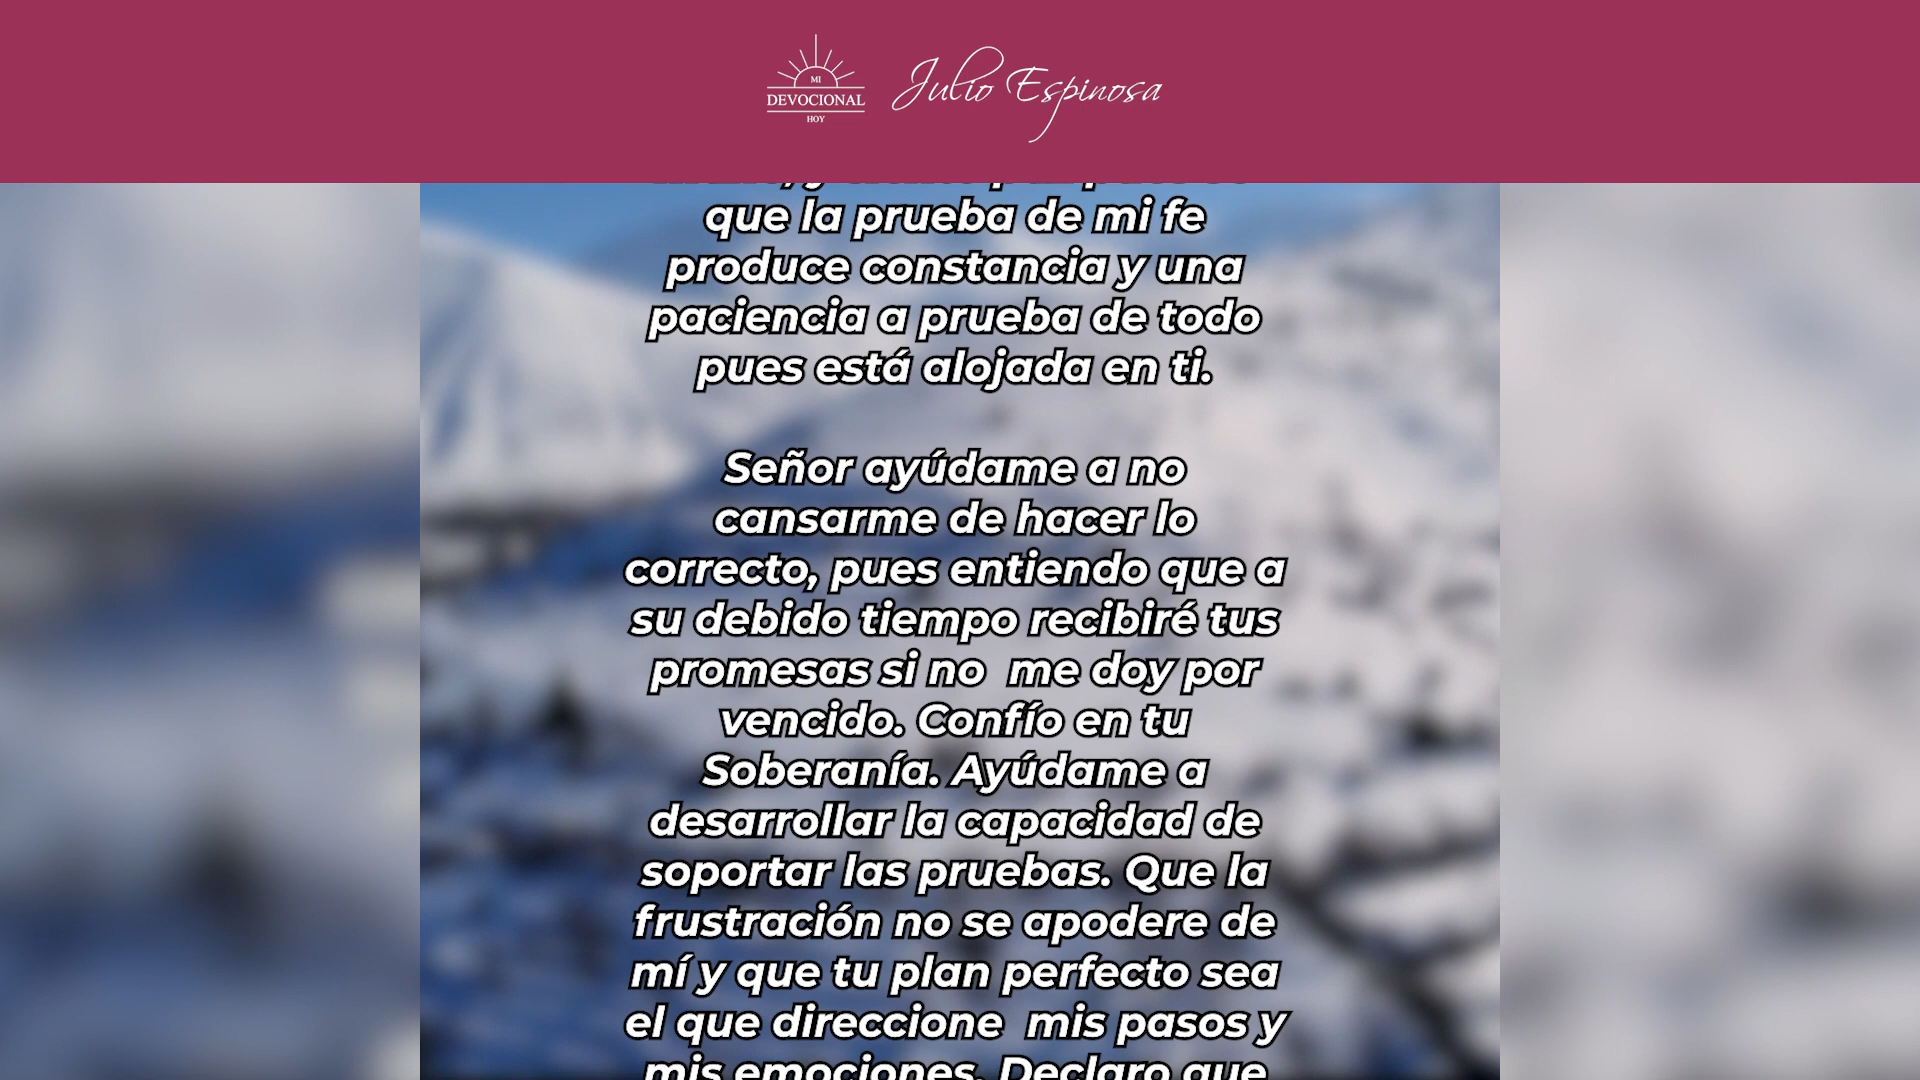 MI
DEVOCIONAL
HOY
Julio Espinosa
que la prueba de mi fe
produce constancia y una
paciencia a prueba de todo
pues está alojada en ti.
Señor ayúdame a no
cansarme de hacer lo
correcto, pues entiendo que a
su debido tiempo recibiré tus
promesas si no  me doy por
vencido. Confío en tu
Soberanía. Ayúdame a
desarrollar la capacidad de
soportar las pruebas. Que la
frustración no se apodere de
mí y que tu plan perfecto sea
el que direccione  mis pasos y
mis emociones. Declaro que